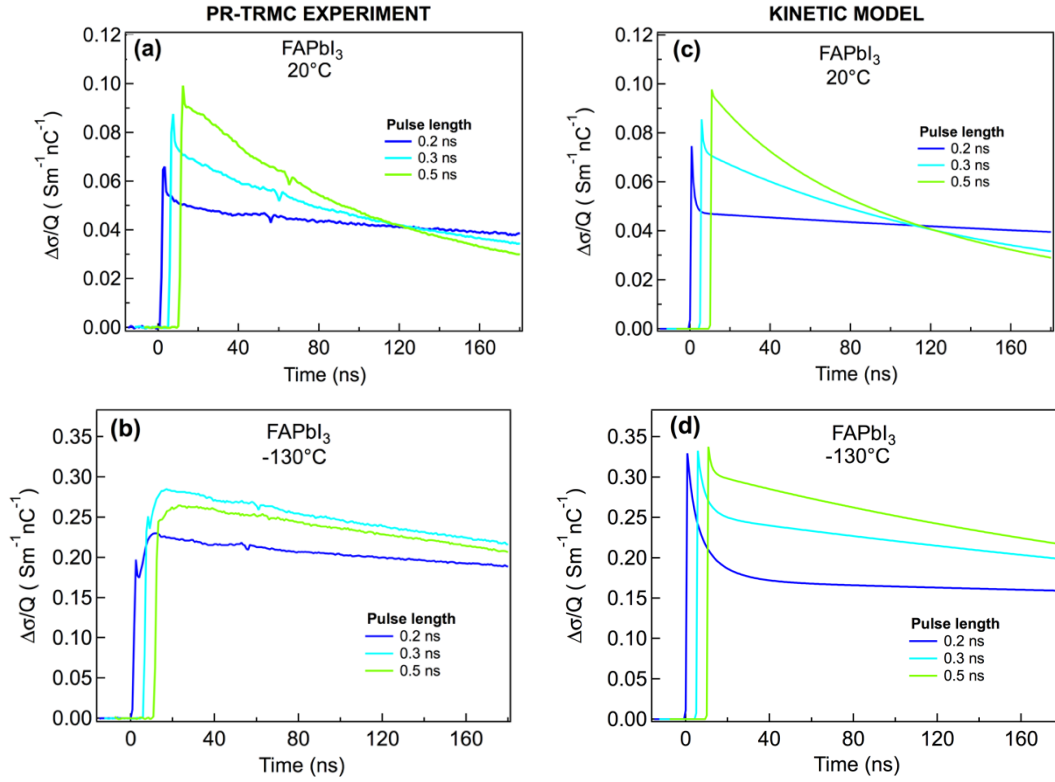 PR-TRMC EXPERIMENT
KINETIC MODEL
(a)
FAPbI₃
20°C
Pulse length
0.2 ns
0.3 ns
0.5 ns
Δσ/Q ( Sm⁻¹nC⁻¹)
0.12
0.10
0.08
0.06
0.04
0.02
0.00
0 40 80 120 160
Time (ns)
(c)
FAPbI₃
20°C
Pulse length
0.2 ns
0.3 ns
0.5 ns
Δσ/Q ( Sm⁻¹nC⁻¹)
0.12
0.10
0.08
0.06
0.04
0.02
0.00
0 40 80 120 160
Time (ns)
(b)
FAPbI₃
-130°C
Pulse length
0.2 ns
0.3 ns
0.5 ns
Δσ/Q ( Sm⁻¹nC⁻¹)
0.35
0.30
0.25
0.20
0.15
0.10
0.05
0.00
0 40 80 120 160
Time (ns)
(d)
FAPbI₃
-130°C
Pulse length
0.2 ns
0.3 ns
0.5 ns
Δσ/Q ( Sm⁻¹nC⁻¹)
0.35
0.30
0.25
0.20
0.15
0.10
0.05
0.00
0 40 80 120 160
Time (ns)